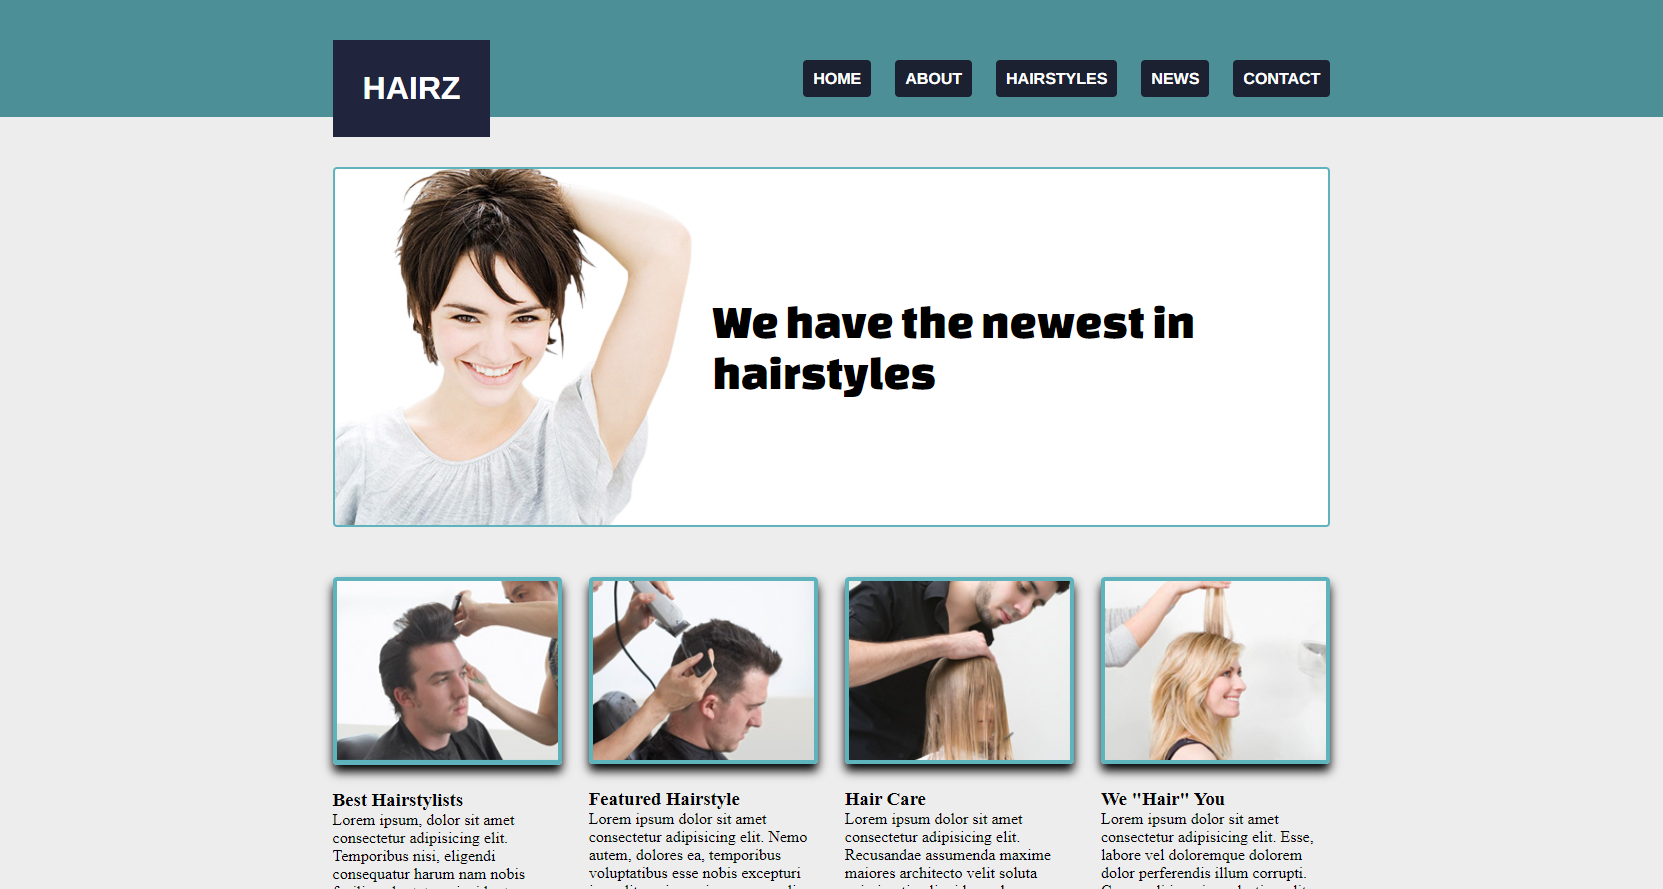 HAIRZ
HOME ABOUT HAIRSTYLES NEWS CONTACT
We have the newest in
hairstyles
Best Hairstylists
Lorem ipsum, dolor sit amet
consectetur adipisicing elit.
Temporibus nisi, eligendi
consequatur harum nam nobis
Featured Hairstyle
Lorem ipsum dolor sit amet
consectetur adipisicing elit. Nemo
autem, dolores ea, temporibus
voluptatibus esse nobis excepturi
Hair Care
Lorem ipsum dolor sit amet
consectetur adipisicing elit.
Recusandae assumenda maxime
maiores architecto velit soluta
We "Hair" You
Lorem ipsum dolor sit amet
consectetur adipisicing elit. Esse,
labore vel doloremque dolorem
dolor perferendis illum corrupti.